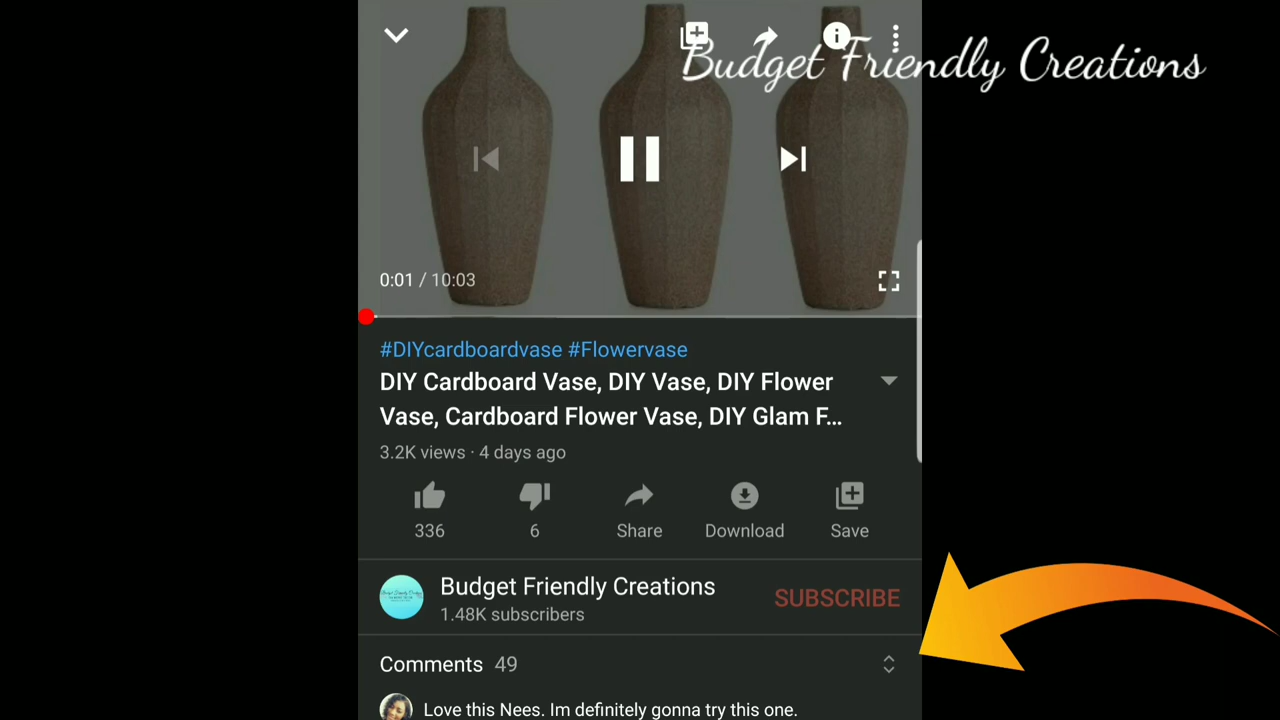 Budget Friendly Creations
0:01 / 10:03
#DIYcardboardvase #Flowervase
DIY Cardboard Vase, DIY Vase, DIY Flower
Vase, Cardboard Flower Vase, DIY Glam F...
3.2K views · 4 days ago
336
6
Share
Download
Save
Budget Friendly Creations
1.48K subscribers
SUBSCRIBE
Comments 49
Love this Nees. Im definitely gonna try this one.